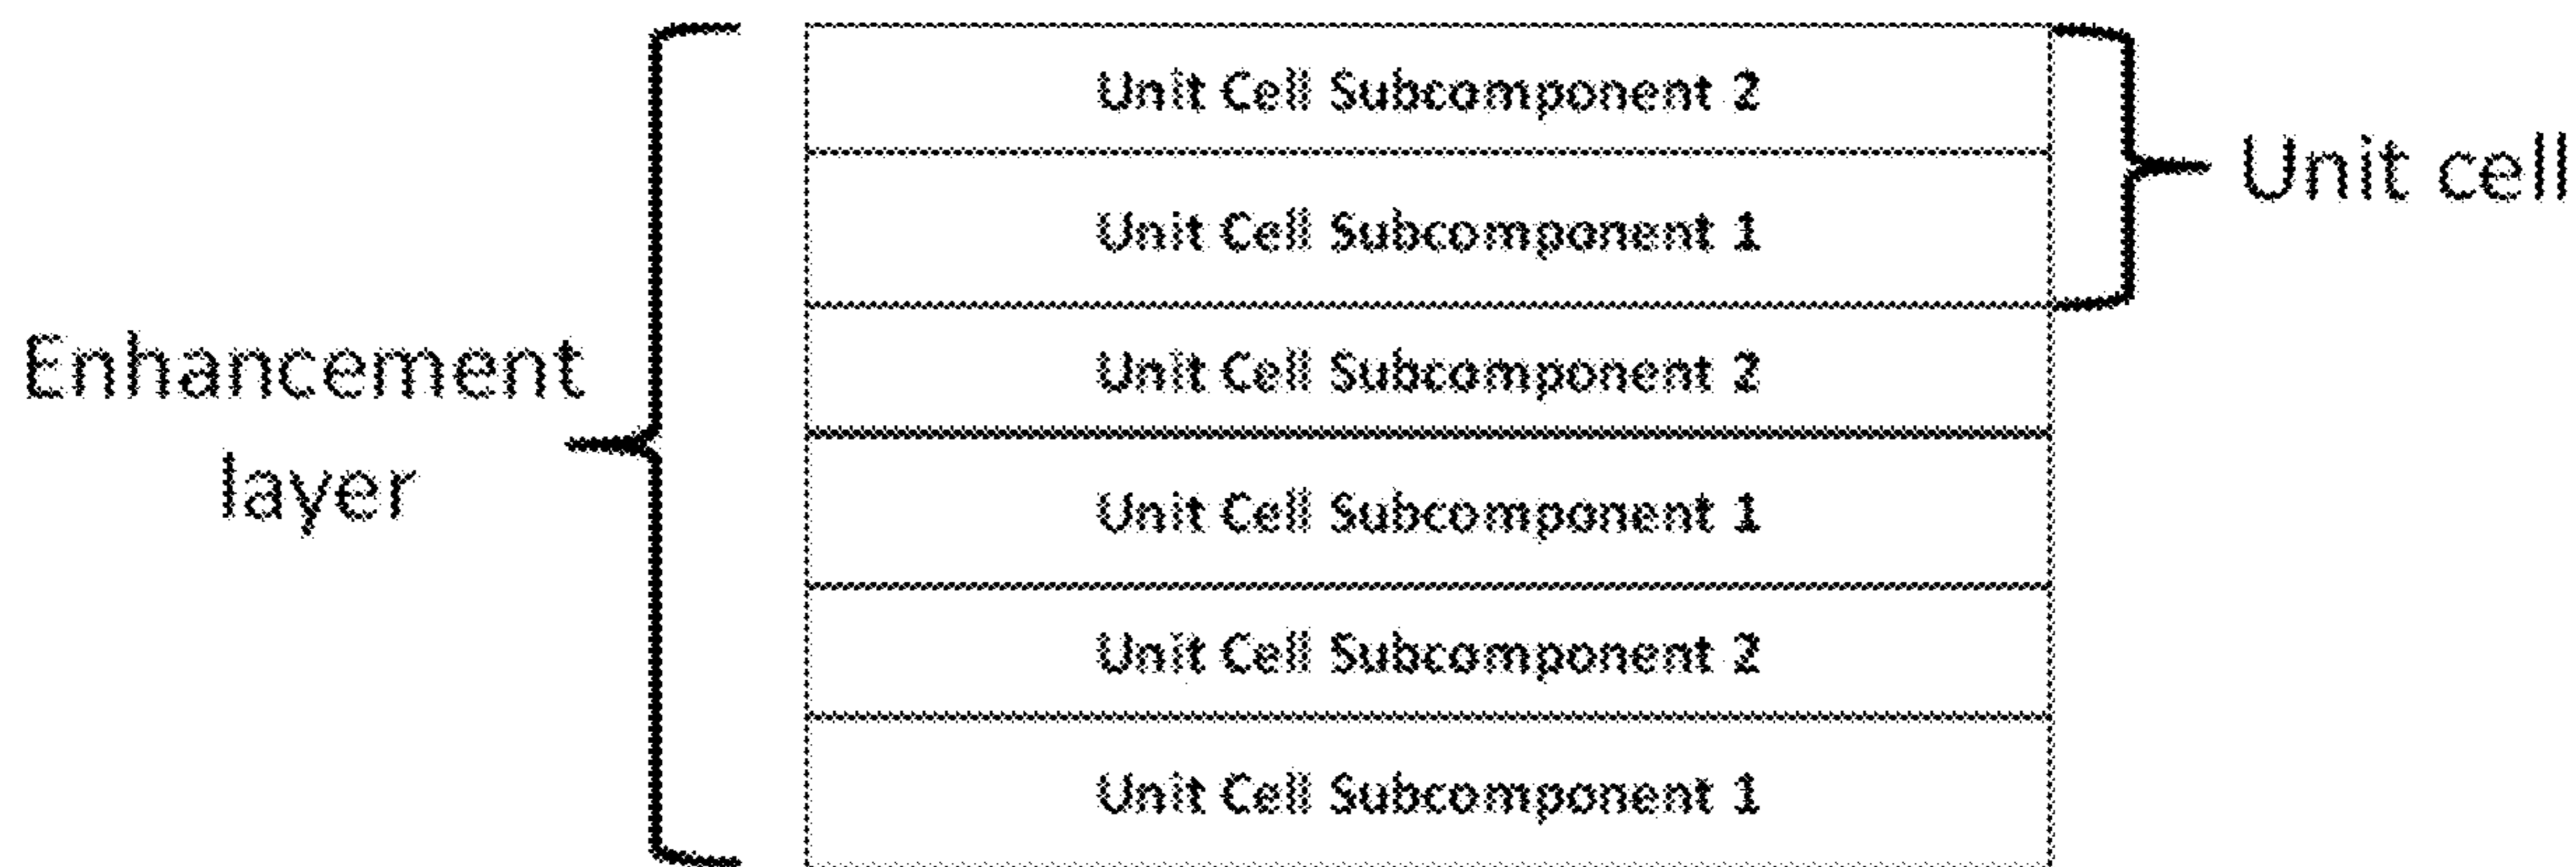 Unit Cell Subcomponent 2
Unit cell
Unit Cell Subcomponent 1
Enhancement
layer
Unit Cell Subcomponent 2
Unit Cell Subcomponent 1
Unit Cell Subcomponent 2
Unit Cell Subcomponent 1